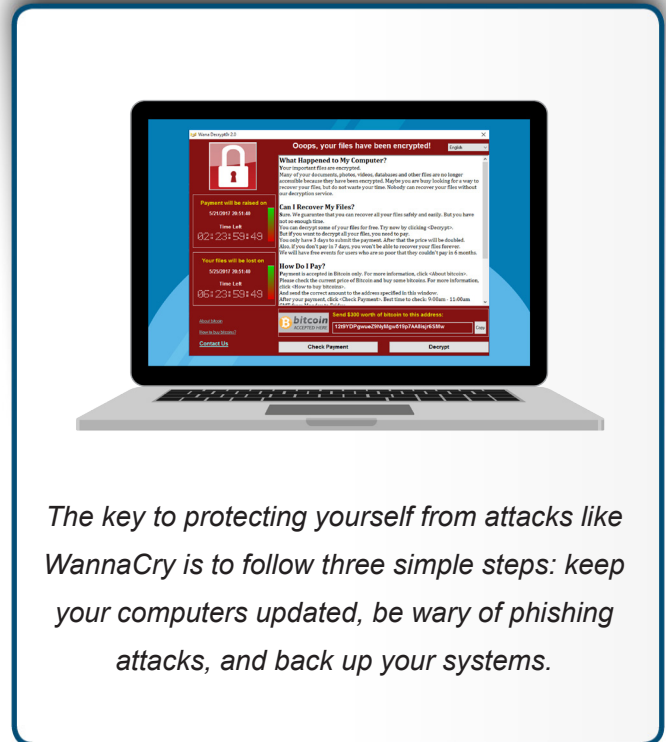 Wana Decrypt0r 2.0
Ooops, your files have been encrypted!
English
What Happened to My Computer?
Your important files are encrypted.
Many of your documents, photos, videos, databases and other files are no longer
accessible because they have been encrypted. Maybe you are busy looking for a way to
recover your files, but do not waste your time. Nobody can recover your files without
our decryption service.
Can I Recover My Files?
Sure. We guarantee that you can recover all your files safely and easily. But you have
not so enough time.
You can decrypt some of your files for free. Try now by clicking <Decrypt>.
But if you want to decrypt all your files, you need to pay.
You only have 3 days to submit the payment. After that the price will be doubled.
Also, if you don't pay in 7 days, you won't be able to recover your files forever.
We will have free events for users who are so poor that they couldn't pay in 6 months.
How Do I Pay?
Payment is accepted in Bitcoin only. For more information, click <About bitcoin>.
Please check the current price of Bitcoin and buy some bitcoins. For more information,
click <How to buy bitcoins>.
And send the correct amount to the address specified in this window.
After your payment, click <Check Payment>. Best time to check: 9:00am - 11:00am
Payment will be raised on
5/21/2017 20:51:48
Time Left
02:23:59:49
Your files will be lost on
5/25/2017 20:51:48
Time Left
06:23:59:49
About bitcoin
How to buy bitcoins?
Contact Us
bitcoin
ACCEPTED HERE
Send $300 worth of bitcoin to this address:
Copy
Check Payment
Decrypt
The key to protecting yourself from attacks like
WannaCry is to follow three simple steps: keep
your computers updated, be wary of phishing
attacks, and back up your systems.